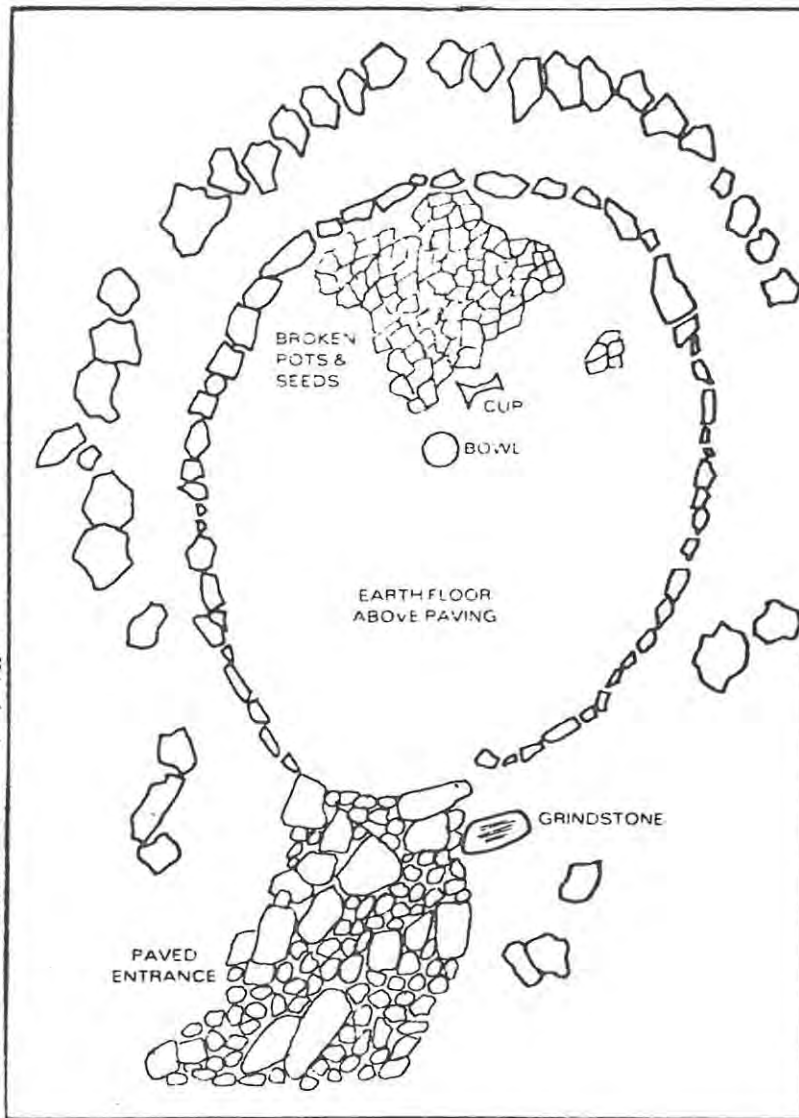 BROKEN
POTS &
SEEDS
CUP
BOWL
EARTH FLOOR
ABOVE PAVING
GRINDSTONE
PAVED
ENTRANCE